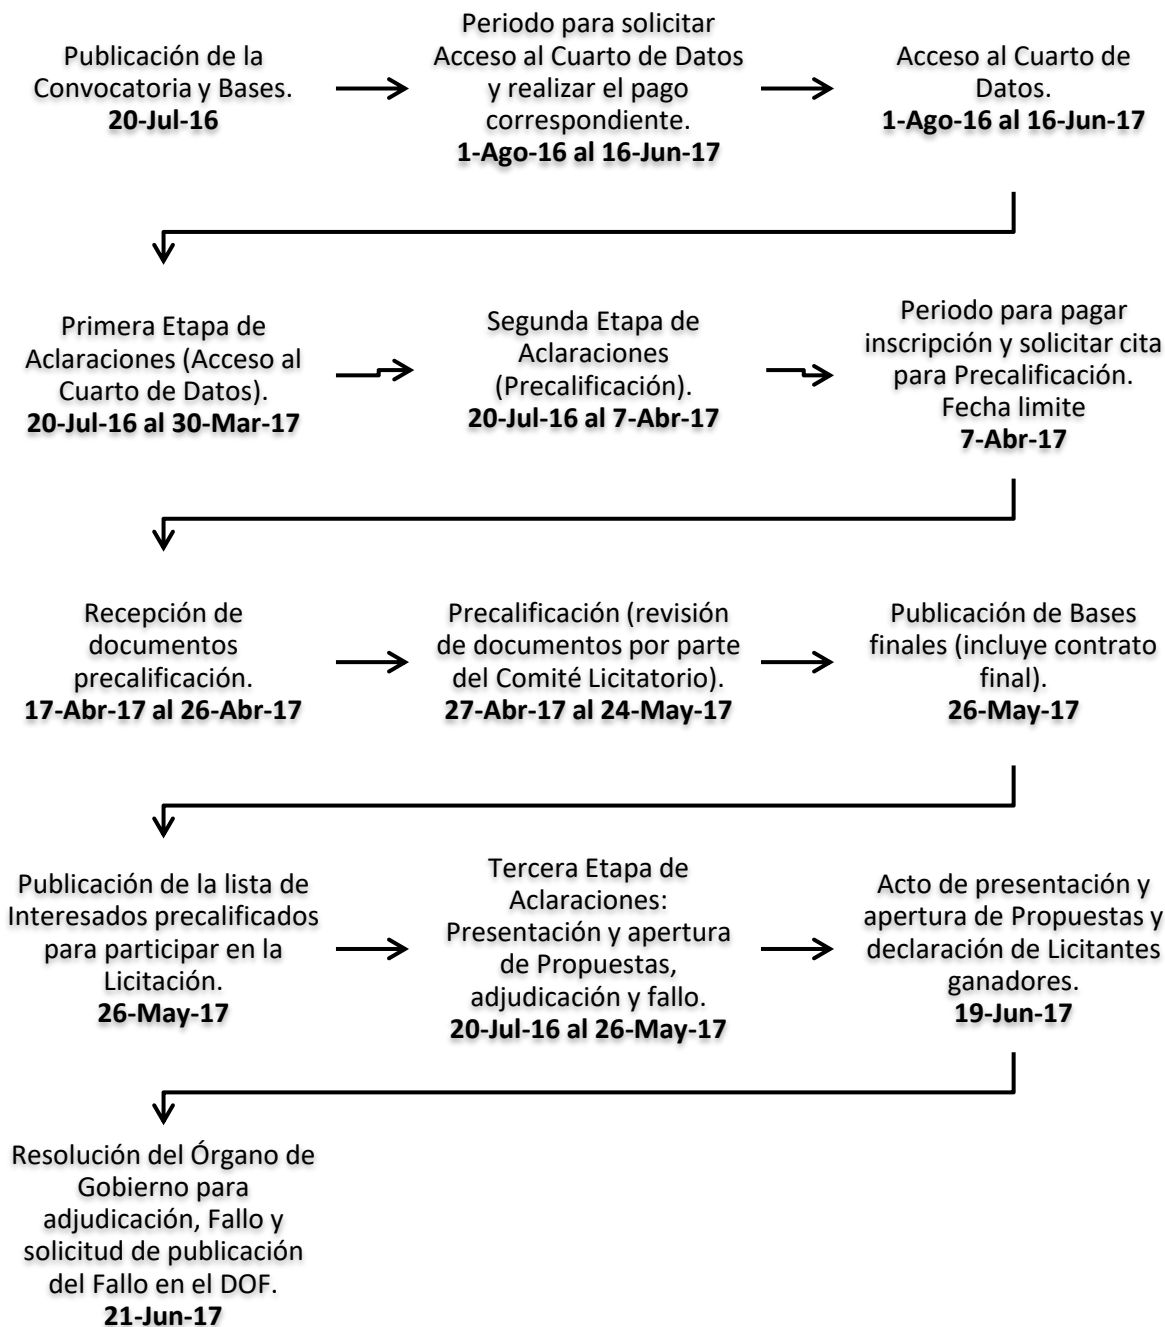 Publicación de la
Convocatoria y Bases.
20-Jul-16
Periodo para solicitar
Acceso al Cuarto de Datos
y realizar el pago
correspondiente.
1-Ago-16 al 16-Jun-17
Acceso al Cuarto de
Datos.
1-Ago-16 al 16-Jun-17
Primera Etapa de
Aclaraciones (Acceso al
Cuarto de Datos).
20-Jul-16 al 30-Mar-17
Segunda Etapa de
Aclaraciones
(Precalificación).
20-Jul-16 al 7-Abr-17
Periodo para pagar
inscripción y solicitar cita
para Precalificación.
Fecha limite
7-Abr-17
Recepción de
documentos
precalificación.
17-Abr-17 al 26-Abr-17
Precalificación (revisión
de documentos por parte
del Comité Licitatorio).
27-Abr-17 al 24-May-17
Publicación de Bases
finales (incluye contrato
final).
26-May-17
Publicación de la lista de
Interesados precalificados
para participar en la
Licitación.
26-May-17
Tercera Etapa de
Aclaraciones:
Presentación y apertura
de Propuestas,
adjudicación y fallo.
20-Jul-16 al 26-May-17
Acto de presentación y
apertura de Propuestas y
declaración de Licitantes
ganadores.
19-Jun-17
Resolución del Órgano de
Gobierno para
adjudicación, Fallo y
solicitud de publicación
del Fallo en el DOF.
21-Jun-17